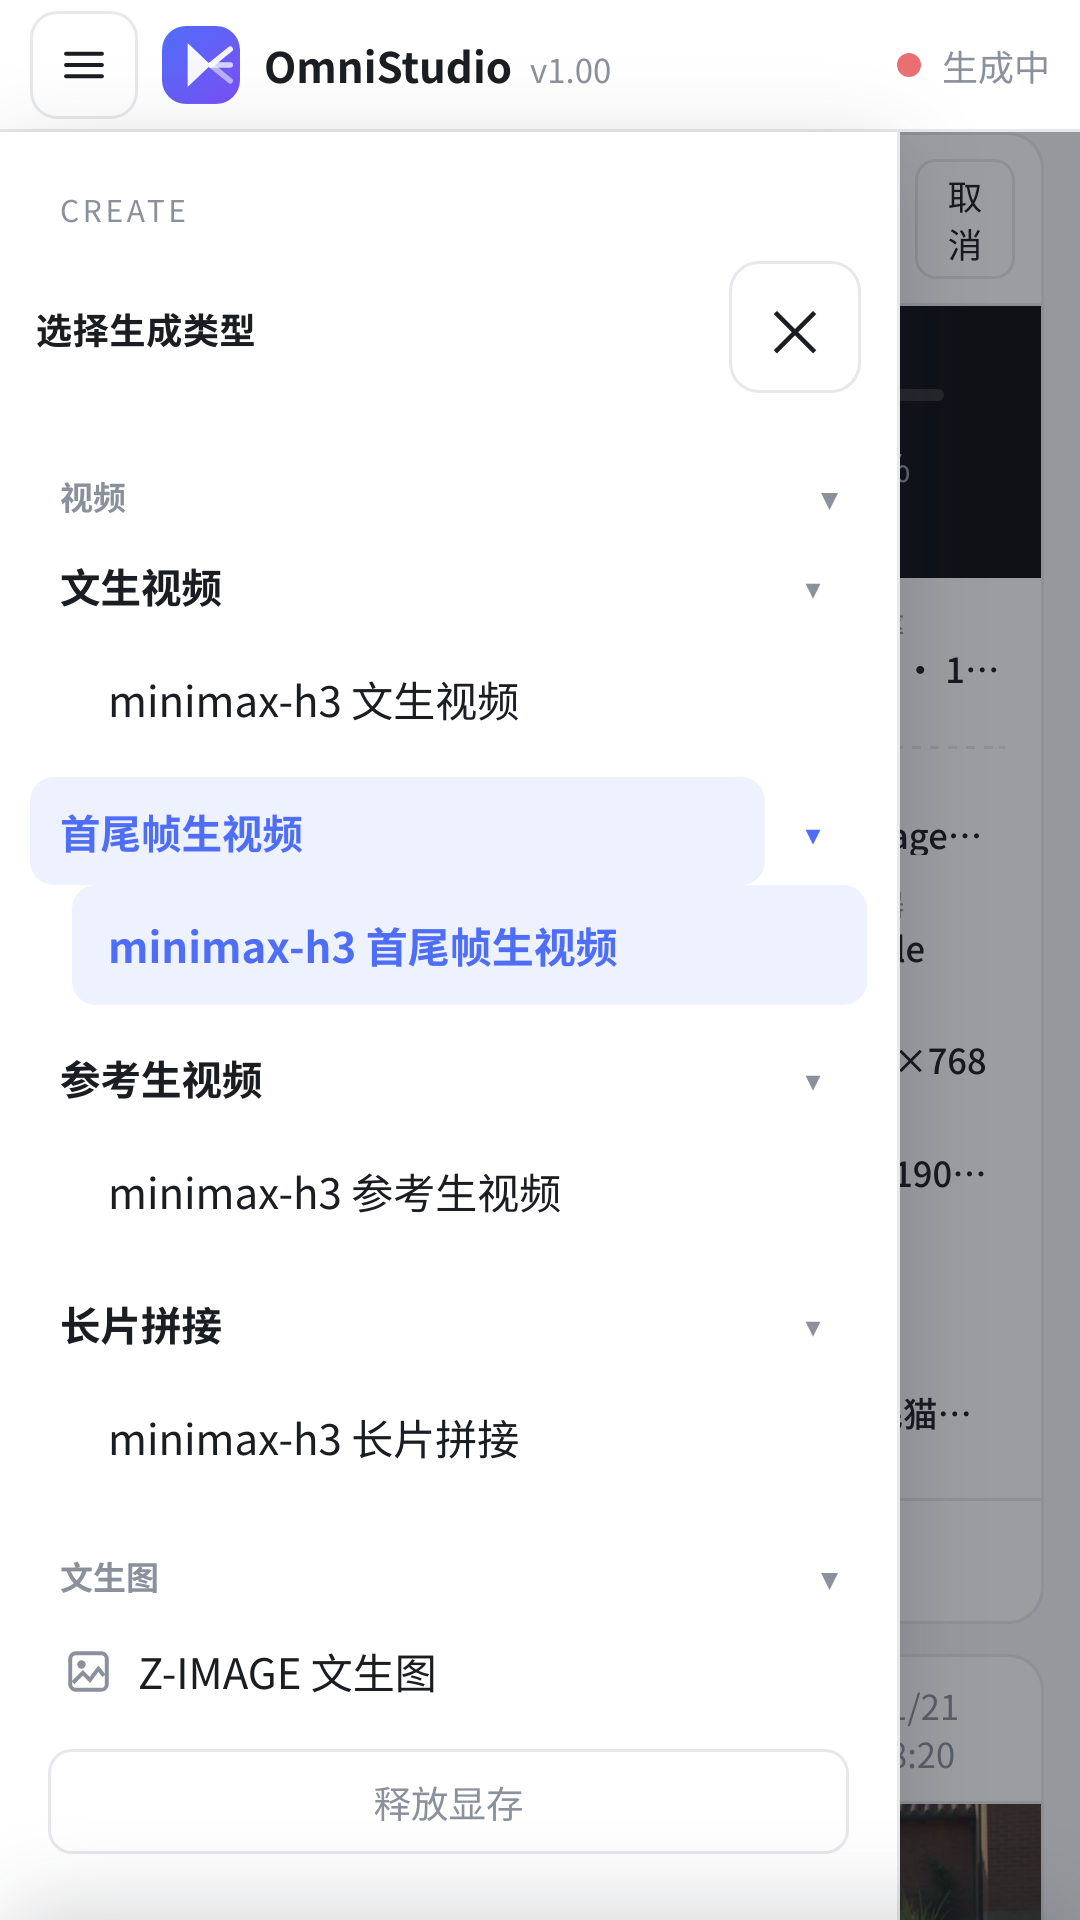 OmniStudio v1.00
生成中
CREATE
选择生成类型
视频
文生视频
minimax-h3 文生视频
首尾帧生视频
minimax-h3 首尾帧生视频
参考生视频
minimax-h3 参考生视频
长片拼接
minimax-h3 长片拼接
文生图
Z-IMAGE 文生图
释放显存
取
消
%
· 1…
age…
le
×768
190…
猫…
/21
:20